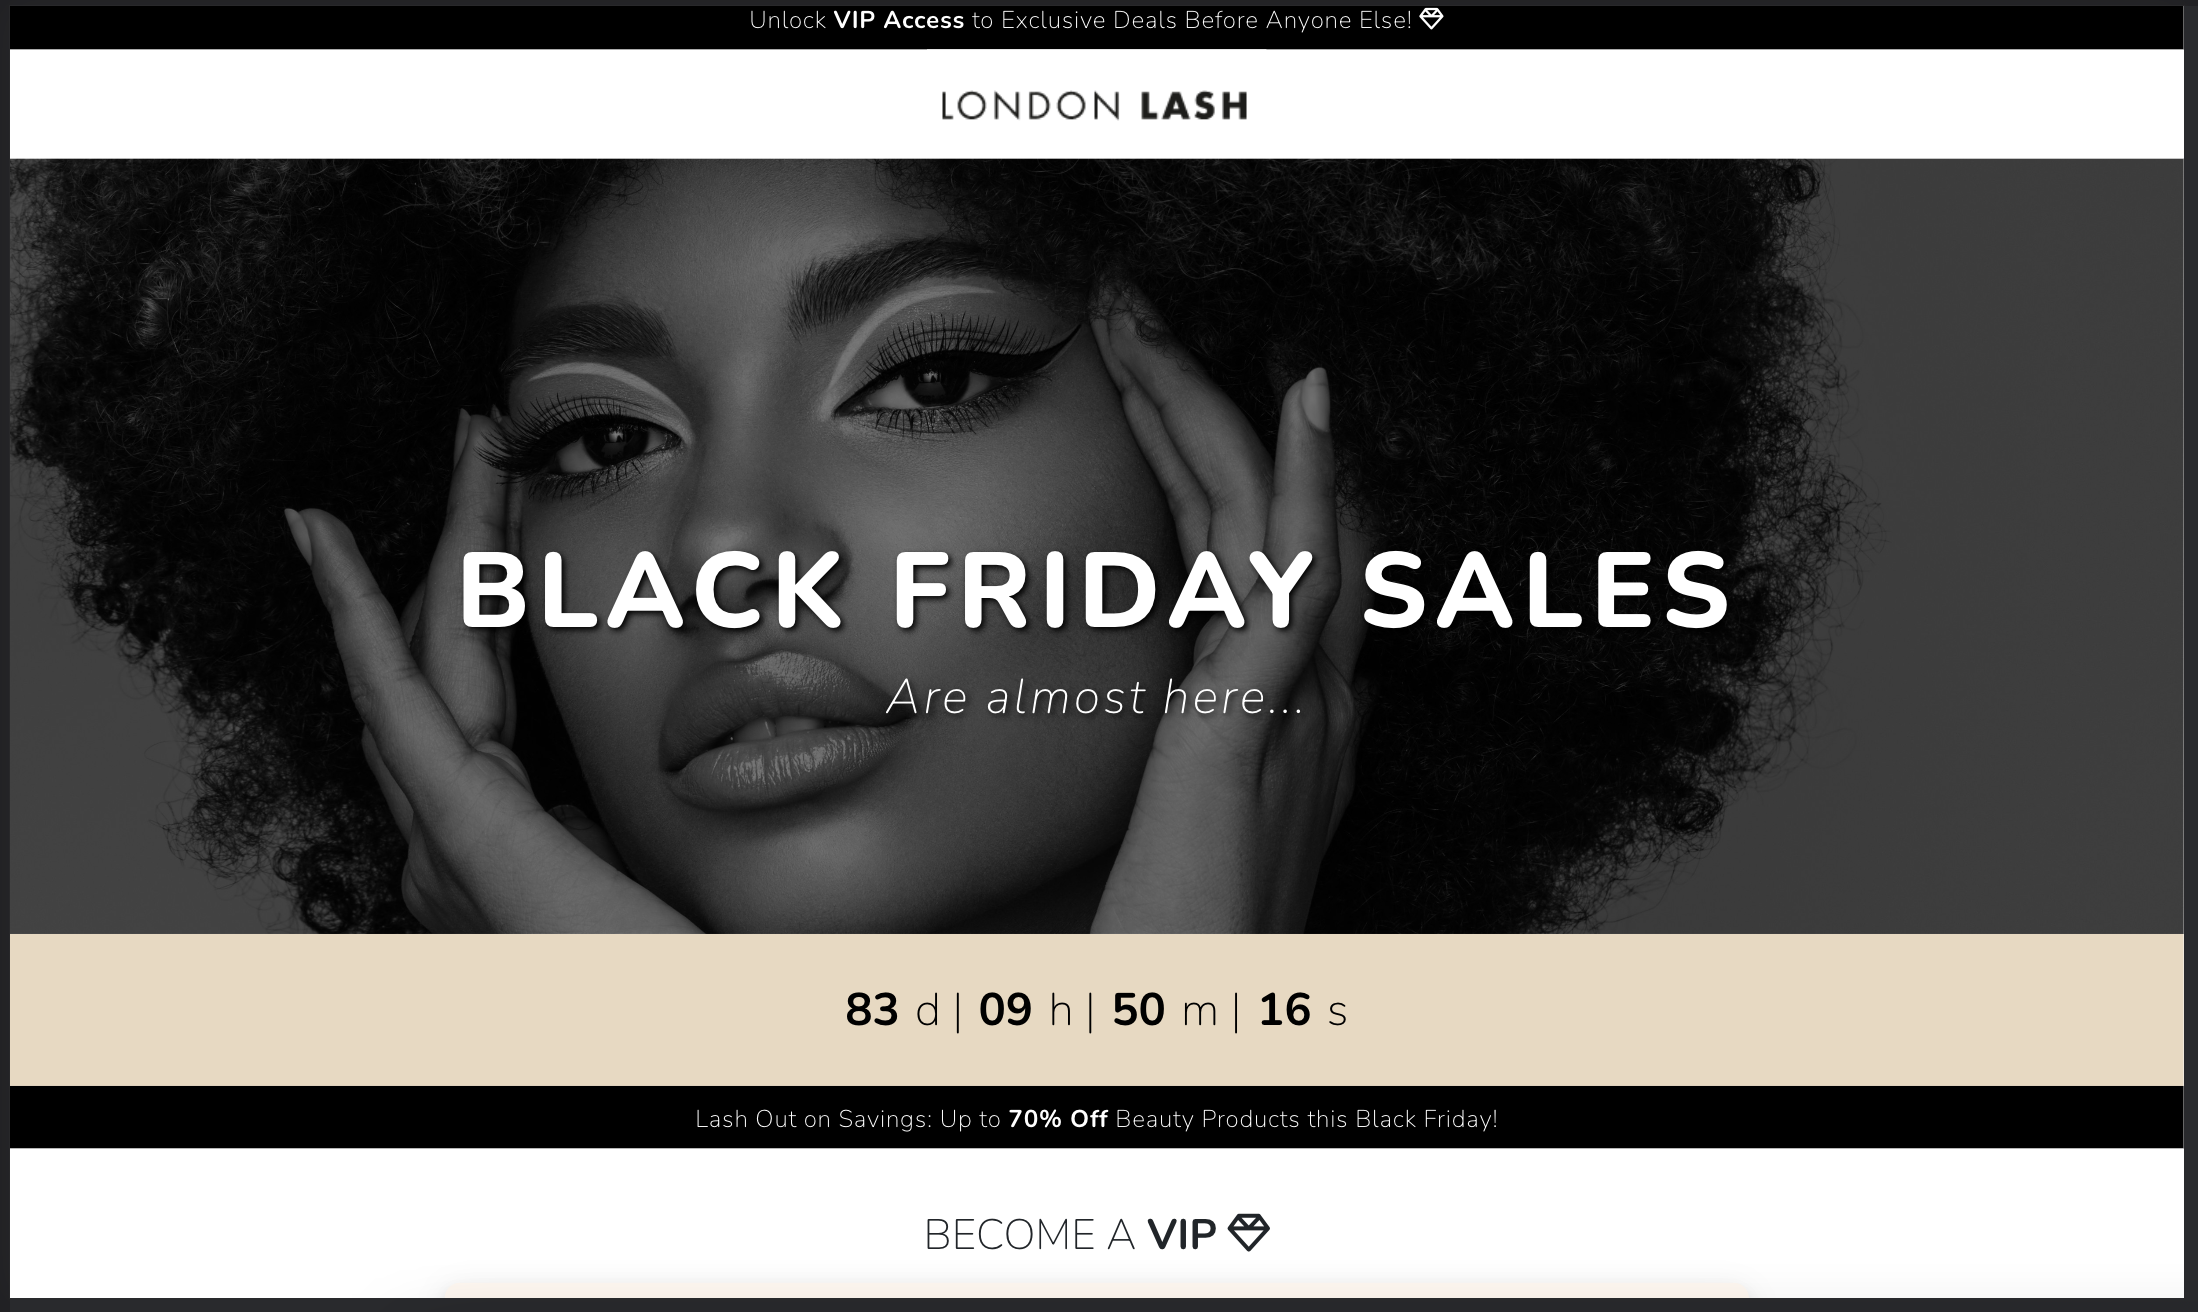 Unlock VIP Access to Exclusive Deals Before Anyone Else!
LONDON LASH
BLACK FRIDAY SALES
Are almost here...
83 d | 09 h | 50 m | 16 s
Lash Out on Savings: Up to 70% Off Beauty Products this Black Friday!
BECOME A VIP